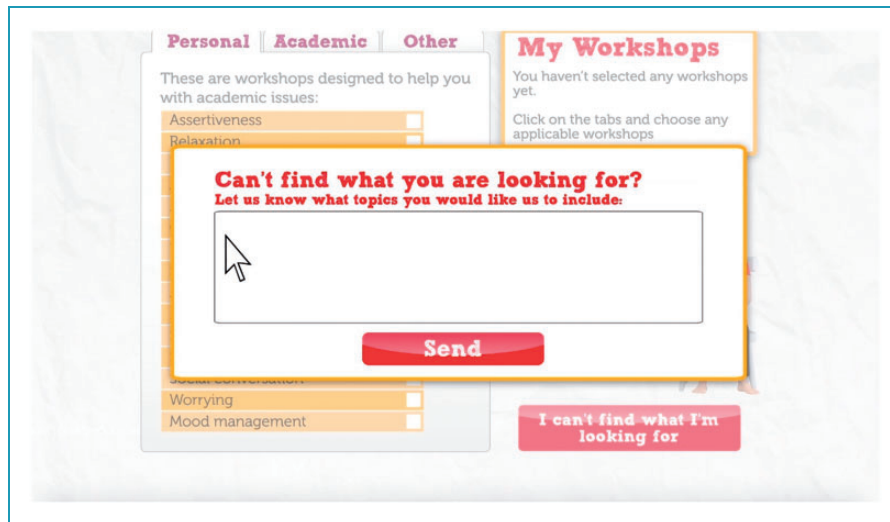 Personal Academic Other
These are workshops designed to help you
with academic issues:
Assertiveness
Relaxation
Social conversation
Worrying
Mood management
My Workshops
You haven't selected any workshops
yet.
Click on the tabs and choose any
applicable workshops
Can't find what you are looking for?
Let us know what topics you would like us to include:
Send
I can't find what I'm
looking for